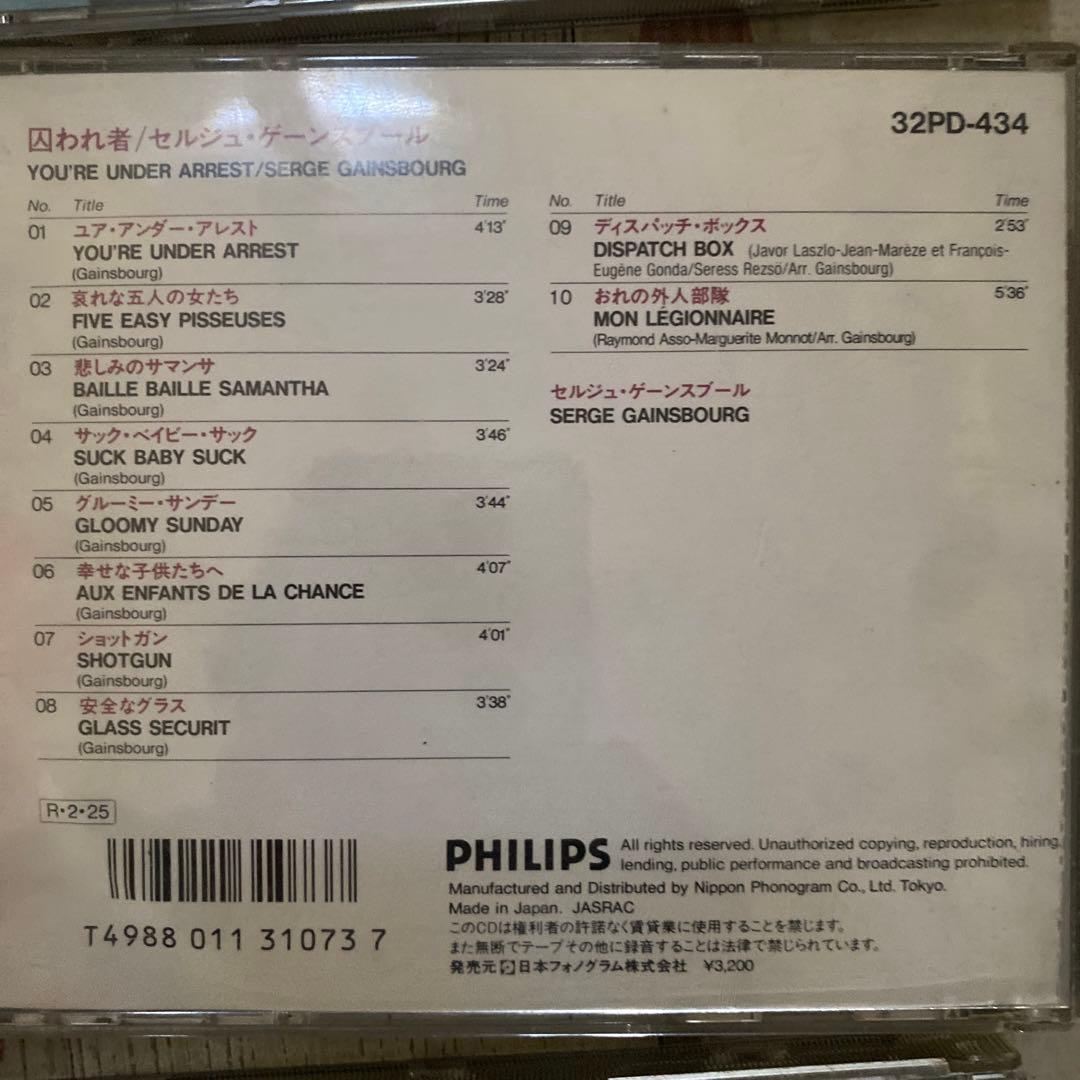 囚われ者/セルジュ・ゲーンスブール
YOU'RE UNDER ARREST/SERGE GAINSBOURG
32PD-434
No. Title Time
01 ユア・アンダー・アレスト 4'13"
YOU'RE UNDER ARREST
(Gainsbourg)
02 哀れな五人の女たち 3'28"
FIVE EASY PISSEUSES
(Gainsbourg)
03 悲しみのサマンサ 3'24"
BAILLE BAILLE SAMANTHA
(Gainsbourg)
04 サック・ベイビー・サック 3'46"
SUCK BABY SUCK
(Gainsbourg)
05 グルーミー・サンデー 3'44"
GLOOMY SUNDAY
(Gainsbourg)
06 幸せな子供たちへ 4'07"
AUX ENFANTS DE LA CHANCE
(Gainsbourg)
07 ショットガン 4'01"
SHOTGUN
(Gainsbourg)
08 安全なグラス 3'38"
GLASS SECURIT
(Gainsbourg)
No. Title Time
09 ディスパッチ・ボックス 2'53"
DISPATCH BOX (Javor Laszlo-Jean-Marèze et François-
Eugène Gonda/Seress Rezsö/Arr. Gainsbourg)
10 おれの外人部隊 5'36"
MON LÉGIONNAIRE
(Raymond Asso-Marguerite Monnot/Arr. Gainsbourg)
セルジュ・ゲーンスブール
SERGE GAINSBOURG
R・2・25
T4988 011 31073 7
PHILIPS All rights reserved. Unauthorized copying, reproduction, hiring,
lending, public performance and broadcasting prohibited.
Manufactured and Distributed by Nippon Phonogram Co., Ltd. Tokyo.
Made in Japan. JASRAC
このCDは権利者の許諾なく賃貸業に使用することを禁じます。
また無断でテープその他に録音することは法律で禁じられています。
発売元 日本フォノグラム株式会社 ¥3,200